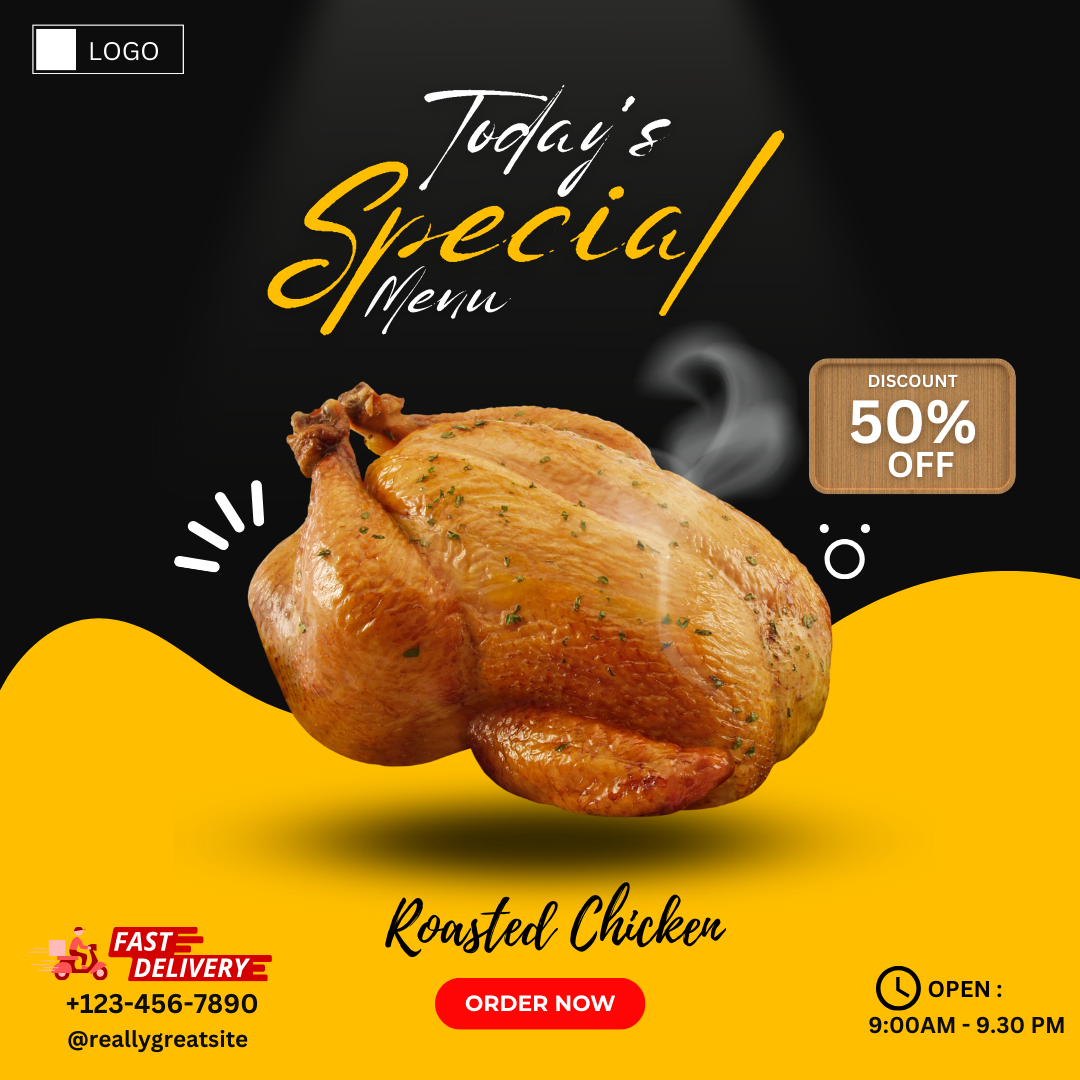 LOGO
Today's
Special
Menu
DISCOUNT
50%
OFF
Roasted Chicken
ORDER NOW
FAST
DELIVERY
+123-456-7890
@reallygreatsite
OPEN :
9:00AM - 9.30 PM